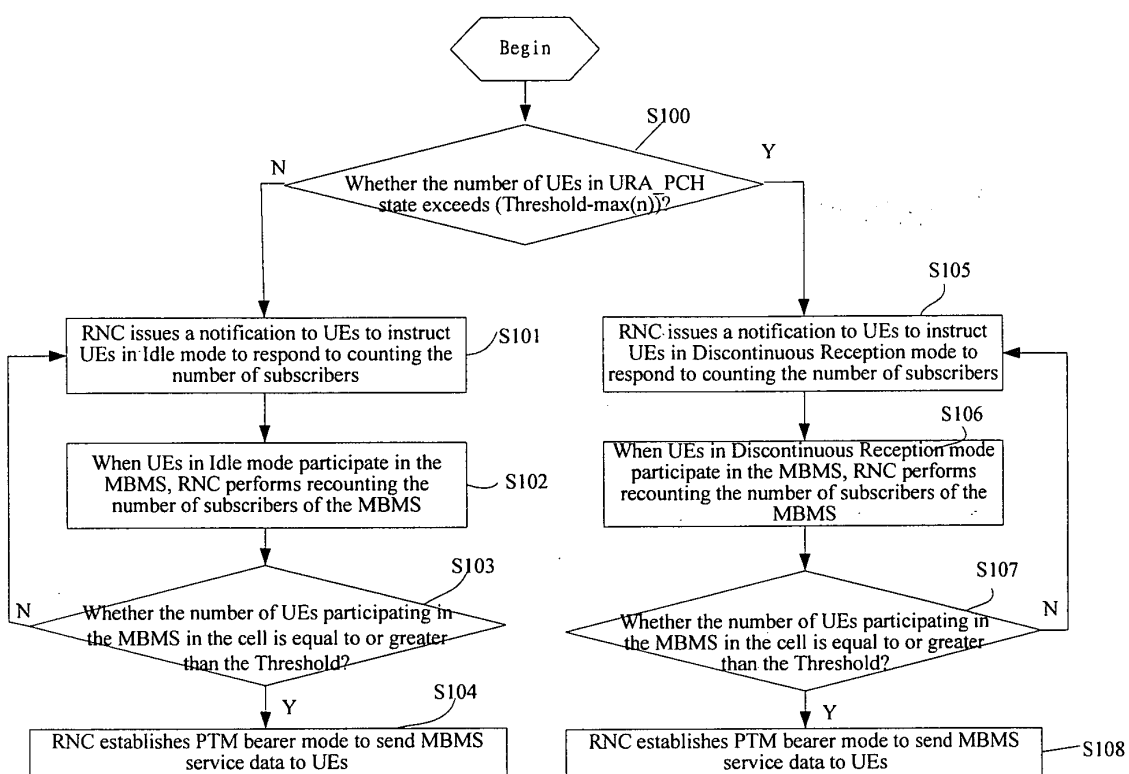 Begin
S100
N
Y
Whether the number of UEs in URA_PCH
state exceeds (Threshold-max(n))?
S105
RNC issues a notification to UEs to instruct
UEs in Idle mode to respond to counting the
number of subscribers
S101
RNC issues a notification to UEs to instruct
UEs in Discontinuous Reception mode to
respond to counting the number of subscribers
S106
When UEs in Idle mode participate in the
MBMS, RNC performs recounting the
number of subscribers of the MBMS
S102
When UEs in Discontinuous Reception mode
participate in the MBMS, RNC performs
recounting the number of subscribers of the
MBMS
S103
N
Whether the number of UEs participating in
the MBMS in the cell is equal to or greater
than the Threshold?
S107
N
Whether the number of UEs participating in
the MBMS in the cell is equal to or greater
than the Threshold?
S104
Y
Y
RNC establishes PTM bearer mode to send MBMS
service data to UEs
RNC establishes PTM bearer mode to send MBMS
service data to UEs
S108